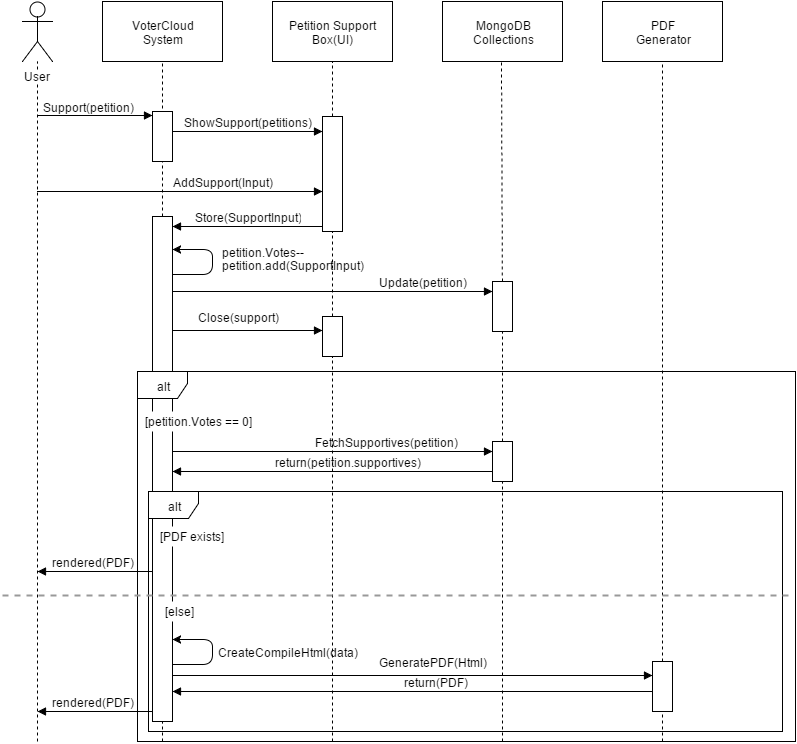 VoterCloud
System
Petition Support
Box(UI)
MongoDB
Collections
PDF
Generator
User
Support(petition)
ShowSupport(petitions)
AddSupport(Input)
Store(SupportInput)
petition.Votes--
petition.add(SupportInput)
Update(petition)
Close(support)
alt
[petition.Votes == 0]
FetchSupportives(petition)
return(petition.supportives)
alt
[PDF exists]
rendered(PDF)
[else]
CreateCompileHtml(data)
GeneratePDF(Html)
return(PDF)
rendered(PDF)